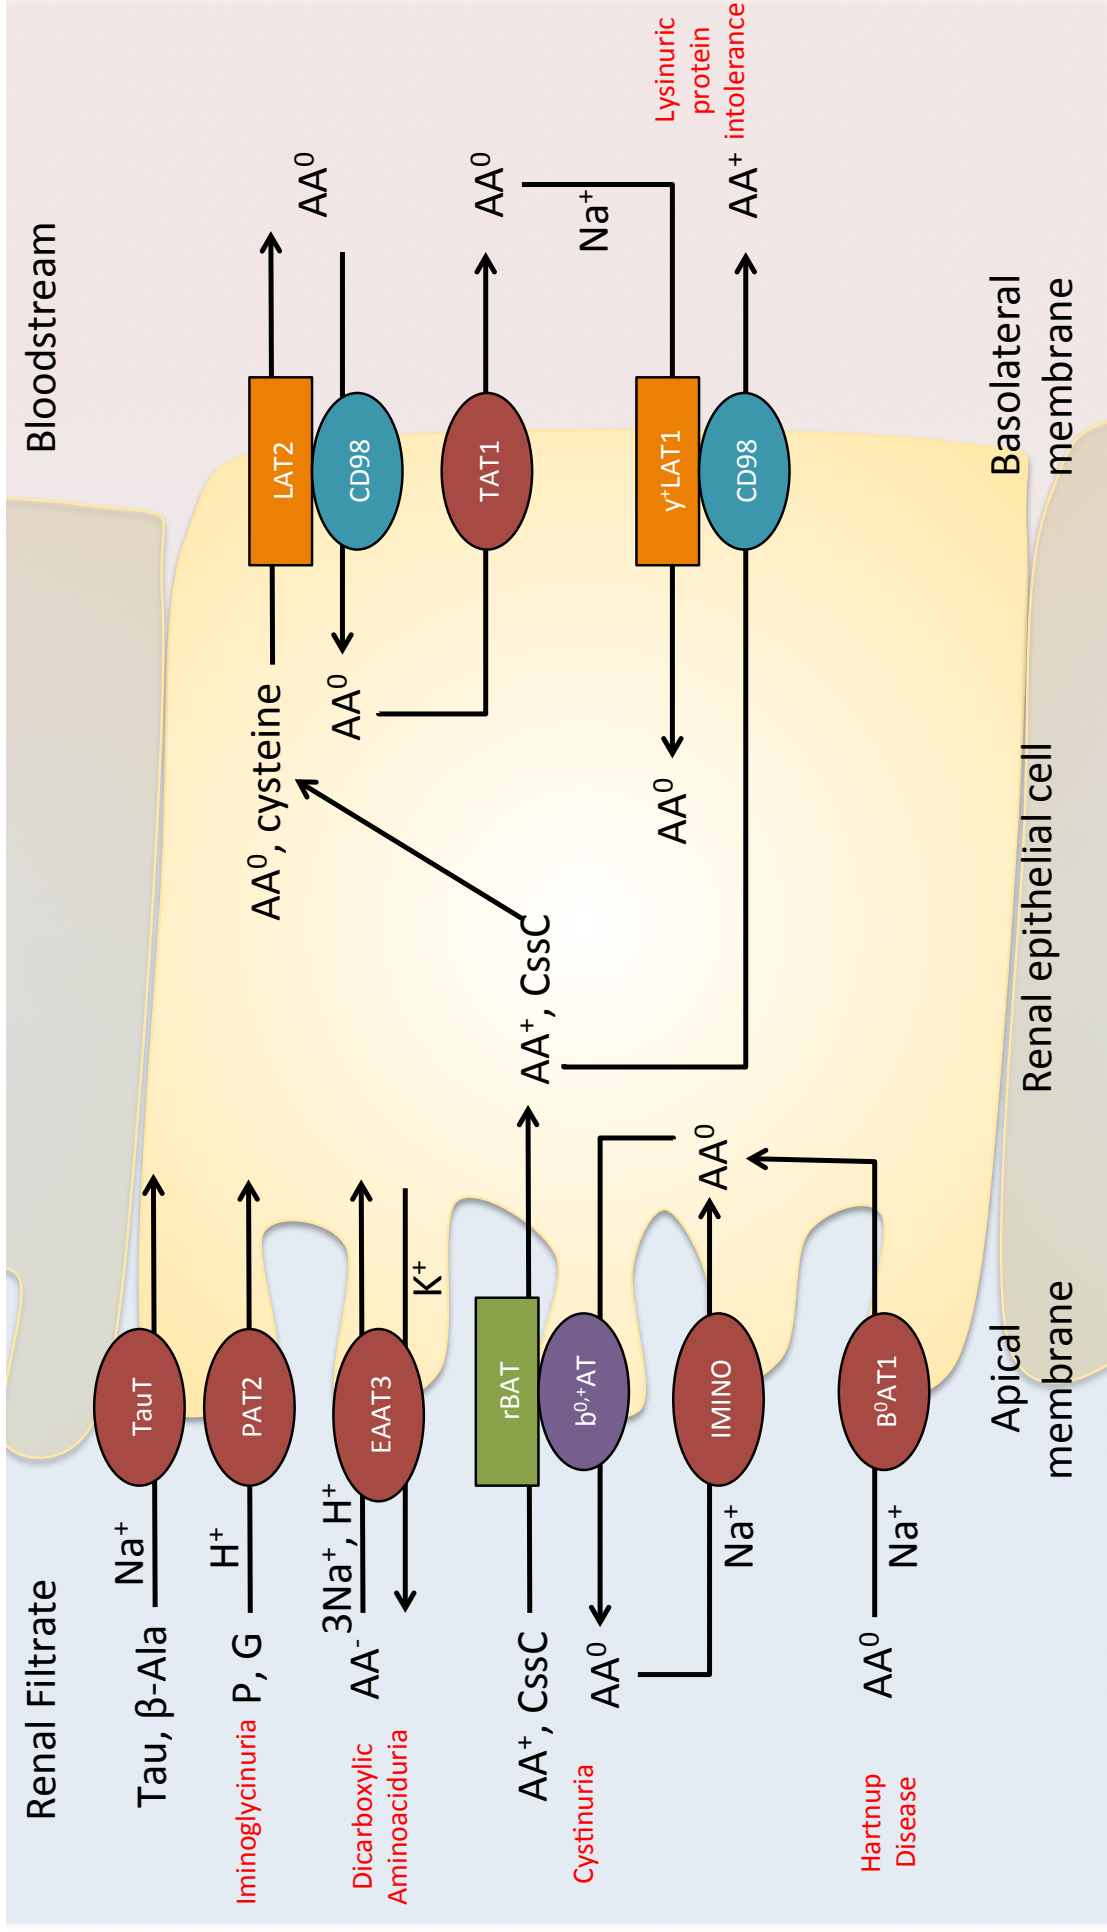 Renal Filtrate
Bloodstream
Tau, β-Ala
Na⁺
TauT
Iminoglycinuria
P, G
H⁺
PAT2
Dicarboxylic
Aminoaciduria
AA⁻
3Na⁺, H⁺
EAAT3
K⁺
AA⁺, CssC
rBAT
AA⁺, CssC
Cystinuria
AA⁰
b⁰,⁺AT
AA⁰
Na⁺
IMINO
Hartnup
Disease
AA⁰
Na⁺
B⁰AT1
AA⁰, cysteine
LAT2
AA⁰
AA⁰
CD98
TAT1
AA⁰
Na⁺
AA⁰
y⁺LAT1
CD98
AA⁺
Lysinuric
protein
intolerance
Apical
membrane
Renal epithelial cell
Basolateral
membrane